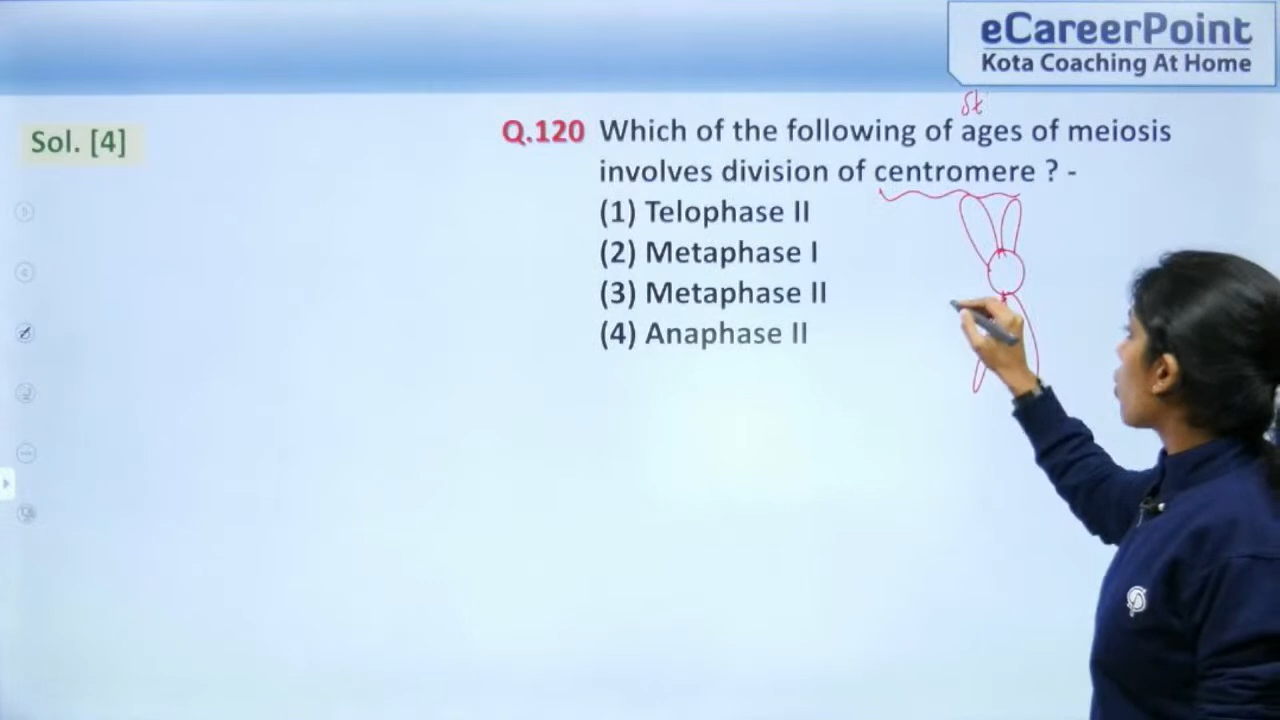 eCareerPoint
Kota Coaching At Home
Sol. [4]
St
Q.120 Which of the following of ages of meiosis
involves division of centromere ? -
(1) Telophase II
(2) Metaphase I
(3) Metaphase II
(4) Anaphase II